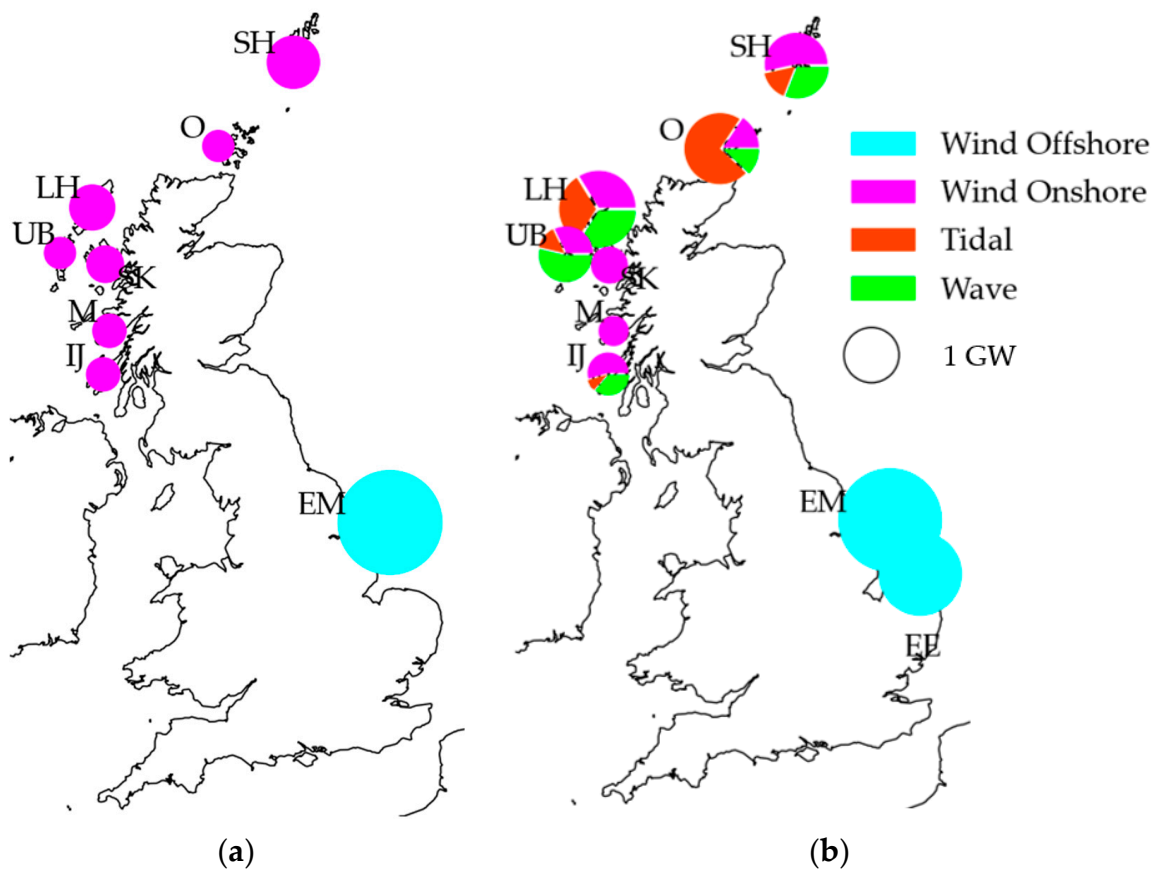 SH
O
LH
UB
SK
M
IJ
EM
(a)
SH
O
LH
UB
SK
M
IJ
EM
EE
Wind Offshore
Wind Onshore
Tidal
Wave
1 GW
(b)